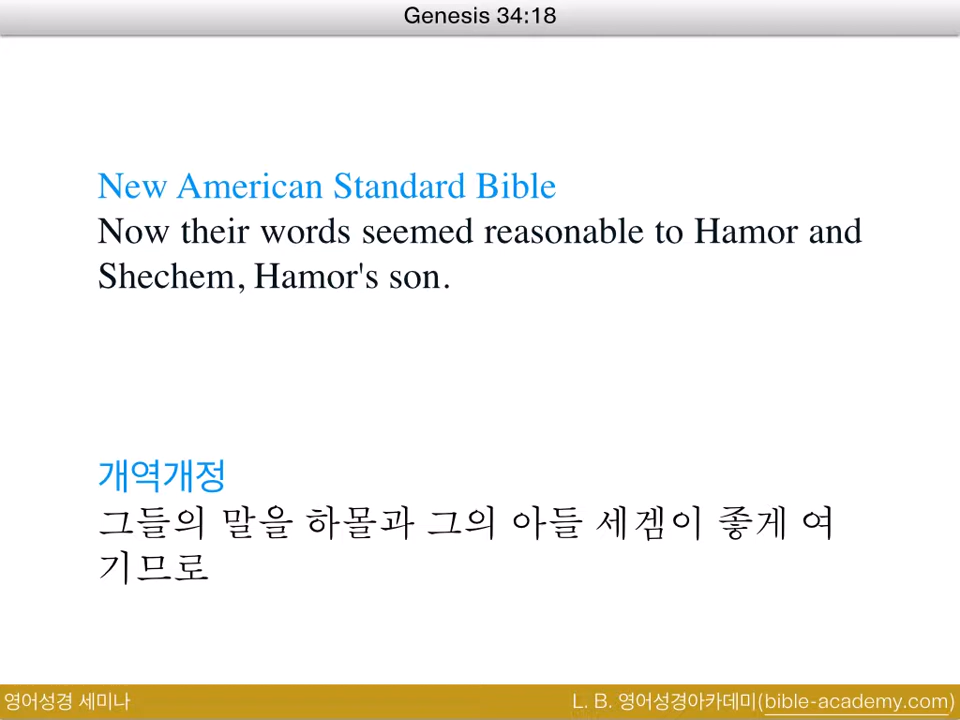 Genesis 34:18
New American Standard Bible
Now their words seemed reasonable to Hamor and
Shechem, Hamor's son.
개역개정
그들의 말을 하몰과 그의 아들 세겜이 좋게 여
기므로
영어성경 세미나
L. B. 영어성경아카데미(bible-academy.com)